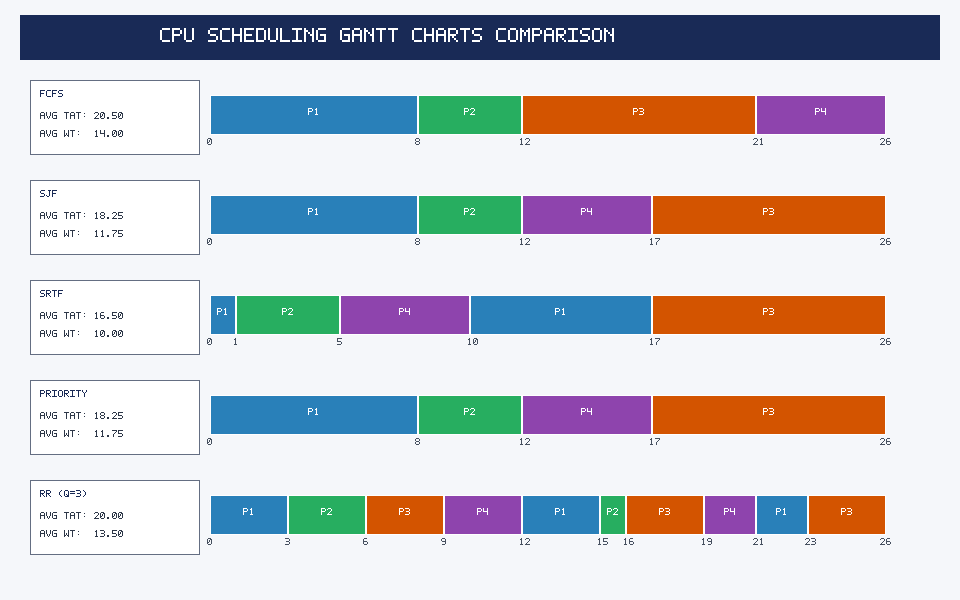 CPU SCHEDULING GANTT CHARTS COMPARISON
FCFS
AVG TAT: 20.50
AVG WT: 14.00
P1 P2 P3 P4
0 8 12 21 26
SJF
AVG TAT: 18.25
AVG WT: 11.75
P1 P2 P4 P3
0 8 12 17 26
SRTF
AVG TAT: 16.50
AVG WT: 10.00
P1 P2 P4 P1 P3
0 1 5 10 17 26
PRIORITY
AVG TAT: 18.25
AVG WT: 11.75
P1 P2 P4 P3
0 8 12 17 26
RR (Q=3)
AVG TAT: 20.00
AVG WT: 13.50
P1 P2 P3 P4 P1 P2 P3 P4 P1 P3
0 3 6 9 12 15 16 19 21 23 26